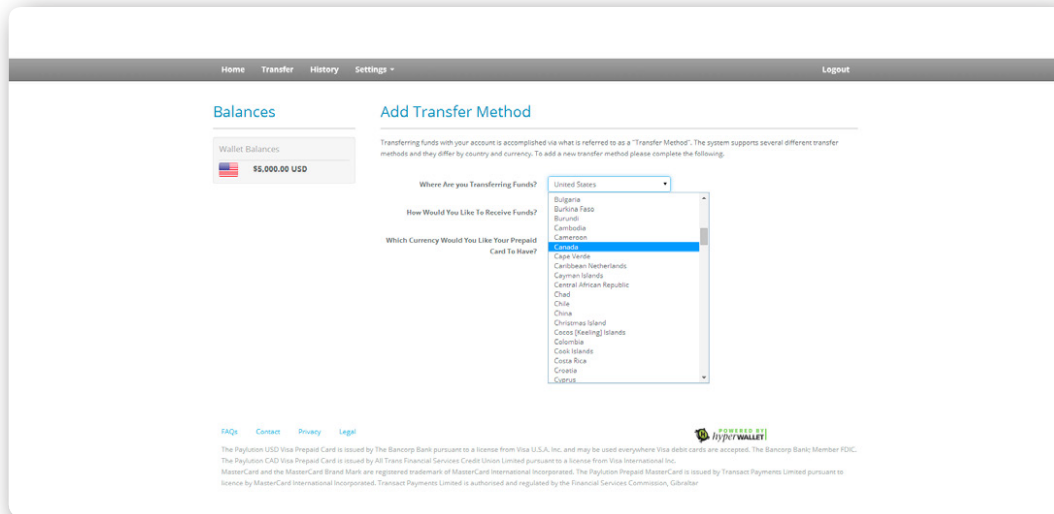 Home Transfer History Settings Logout
Balances
Wallet Balances
$5,000.00 USD
Add Transfer Method
Transferring funds with your account is accomplished via what is referred to as a "Transfer Method". The system supports several different transfer
methods and they differ by country and currency. To add a new transfer method please complete the following.
Where Are you Transferring Funds?
United States
How Would You Like To Receive Funds?
Which Currency Would You Like Your Prepaid
Card To Have?
Bulgaria
Burkina Faso
Burundi
Cambodia
Cameroon
Canada
Cape Verde
Caribbean Netherlands
Cayman Islands
Central African Republic
Chad
Chile
China
Christmas Island
Cocos [Keeling] Islands
Colombia
Cook Islands
Costa Rica
Croatia
Cyprus
FAQs Contact Privacy Legal
POWERED BY
hyperWALLET
The Paylution USD Visa Prepaid Card is issued by The Bancorp Bank pursuant to a license from Visa U.S.A. Inc. and may be used everywhere Visa debit cards are accepted. The Bancorp Bank; Member FDIC.
The Paylution CAD Visa Prepaid Card is issued by All Trans Financial Services Credit Union Limited pursuant to a license from Visa International Inc.
MasterCard and the MasterCard Brand Mark are registered trademark of MasterCard International Incorporated. The Paylution Prepaid MasterCard is issued by Transact Payments Limited pursuant to
licence by MasterCard International Incorporated. Transact Payments Limited is authorised and regulated by the Financial Services Commission, Gibraltar